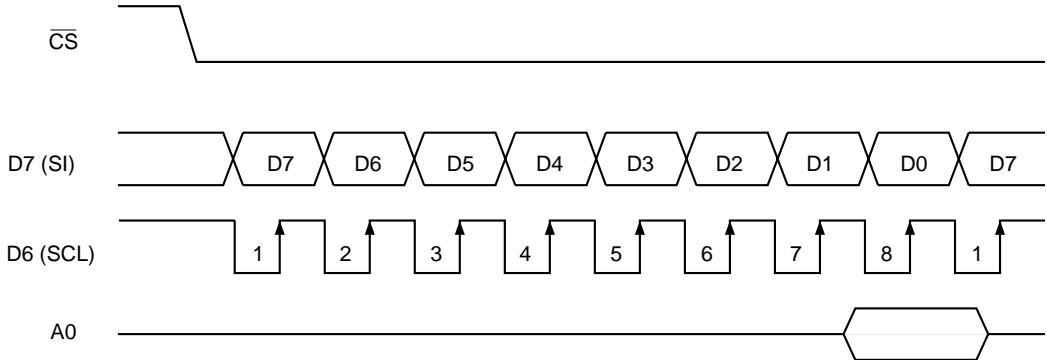 C̅S̅
D7 (SI) D7 D6 D5 D4 D3 D2 D1 D0 D7
D6 (SCL) 1 2 3 4 5 6 7 8 1
A0